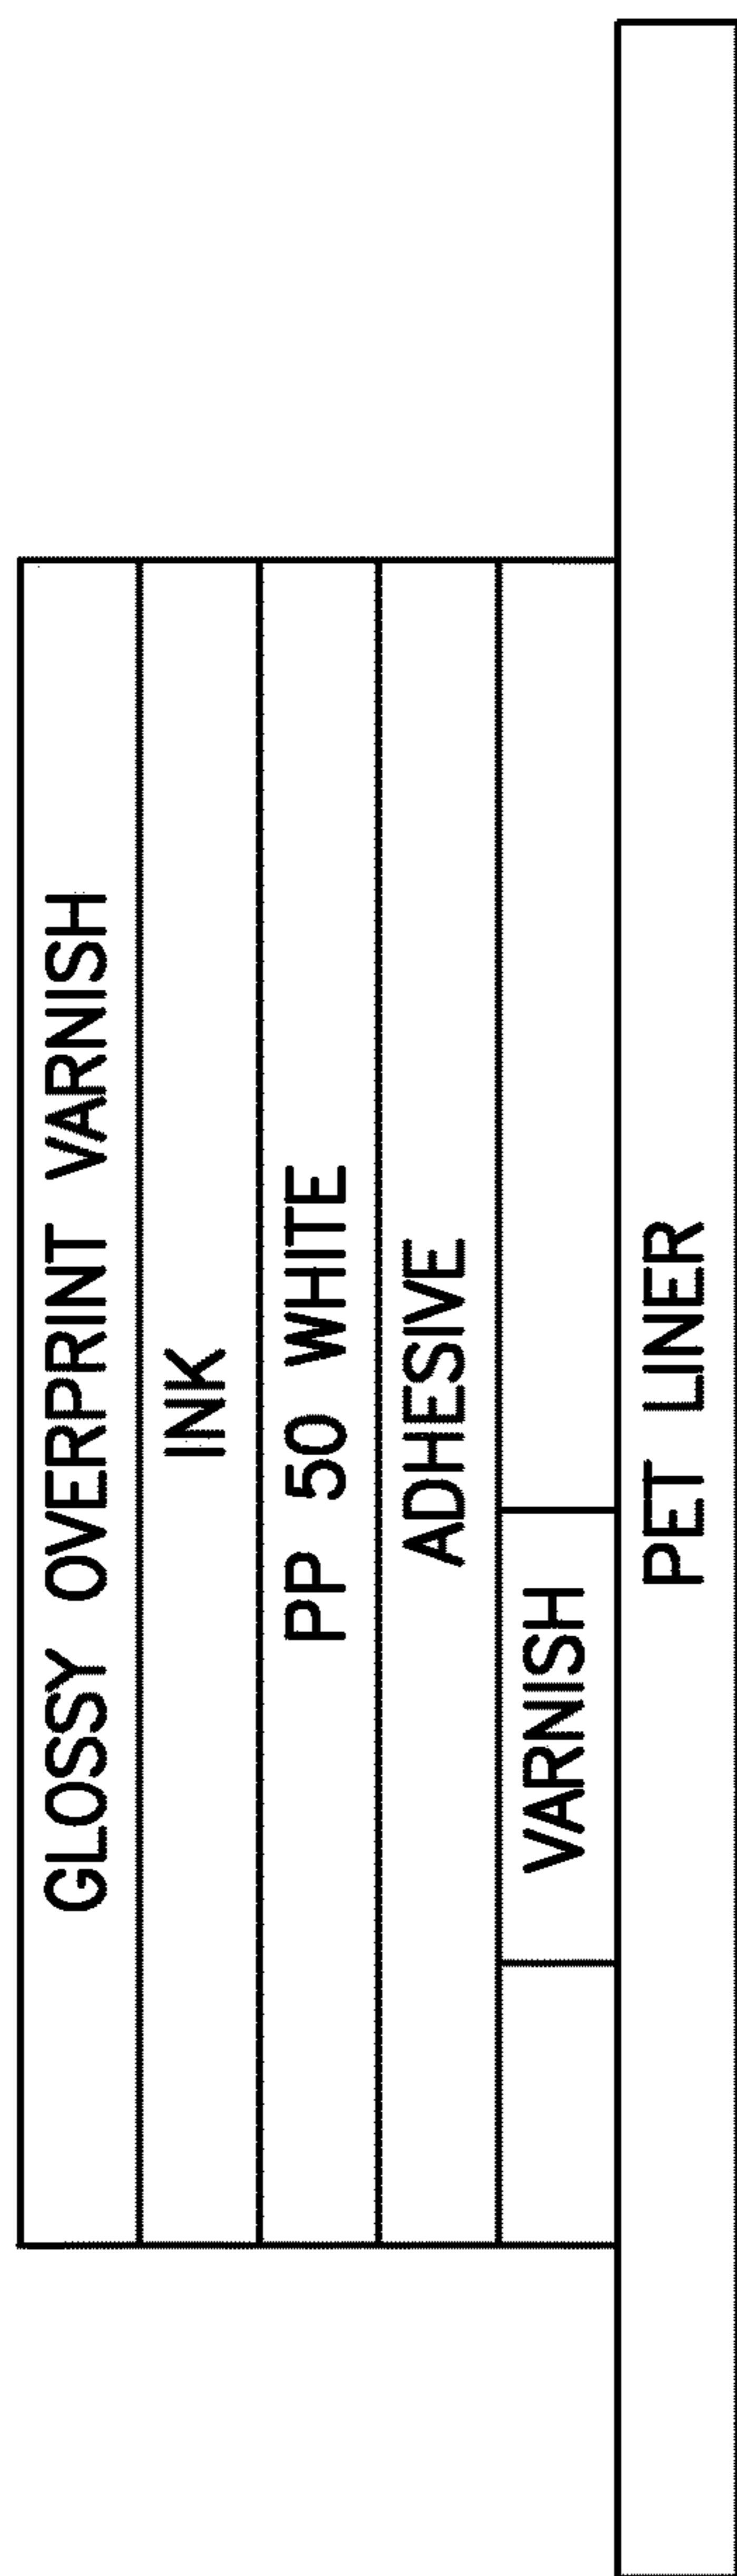 GLOSSY OVERPRINT VARNISH
INK
PP 50 WHITE
ADHESIVE
VARNISH
PET LINER